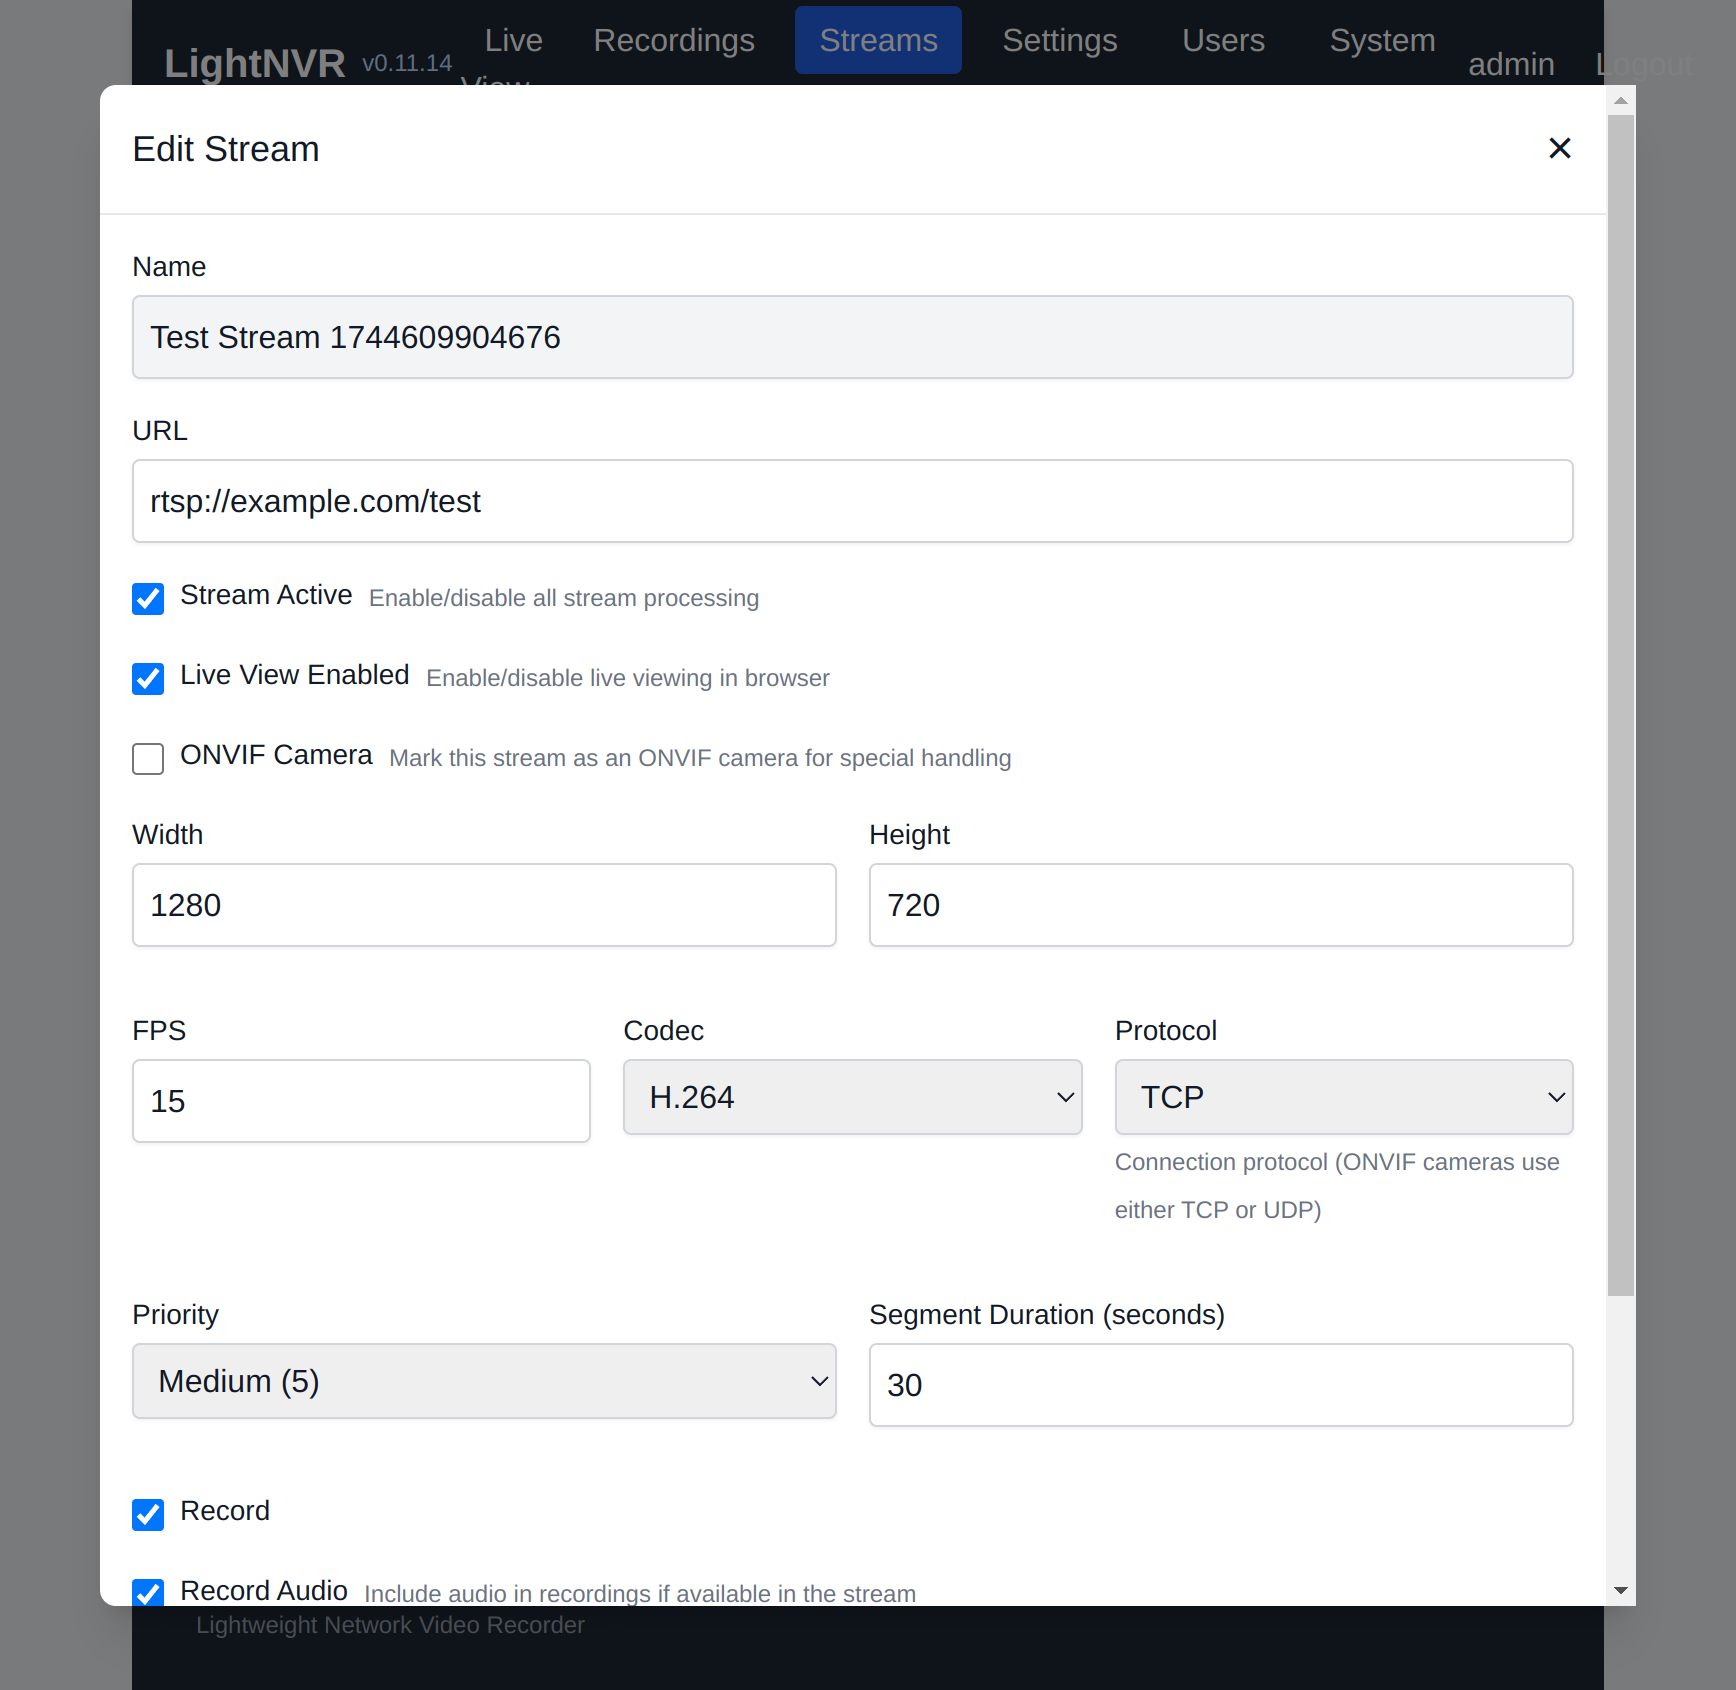 LightNVR v0.11.14 Live View Recordings Streams Settings Users System admin Logout
Edit Stream
Name
Test Stream 1744609904676
URL
rtsp://example.com/test
Stream Active Enable/disable all stream processing
Live View Enabled Enable/disable live viewing in browser
ONVIF Camera Mark this stream as an ONVIF camera for special handling
Width Height
1280 720
FPS Codec Protocol
15 H.264 TCP
Connection protocol (ONVIF cameras use
either TCP or UDP)
Priority Segment Duration (seconds)
Medium (5) 30
Record
Record Audio Include audio in recordings if available in the stream
Lightweight Network Video Recorder